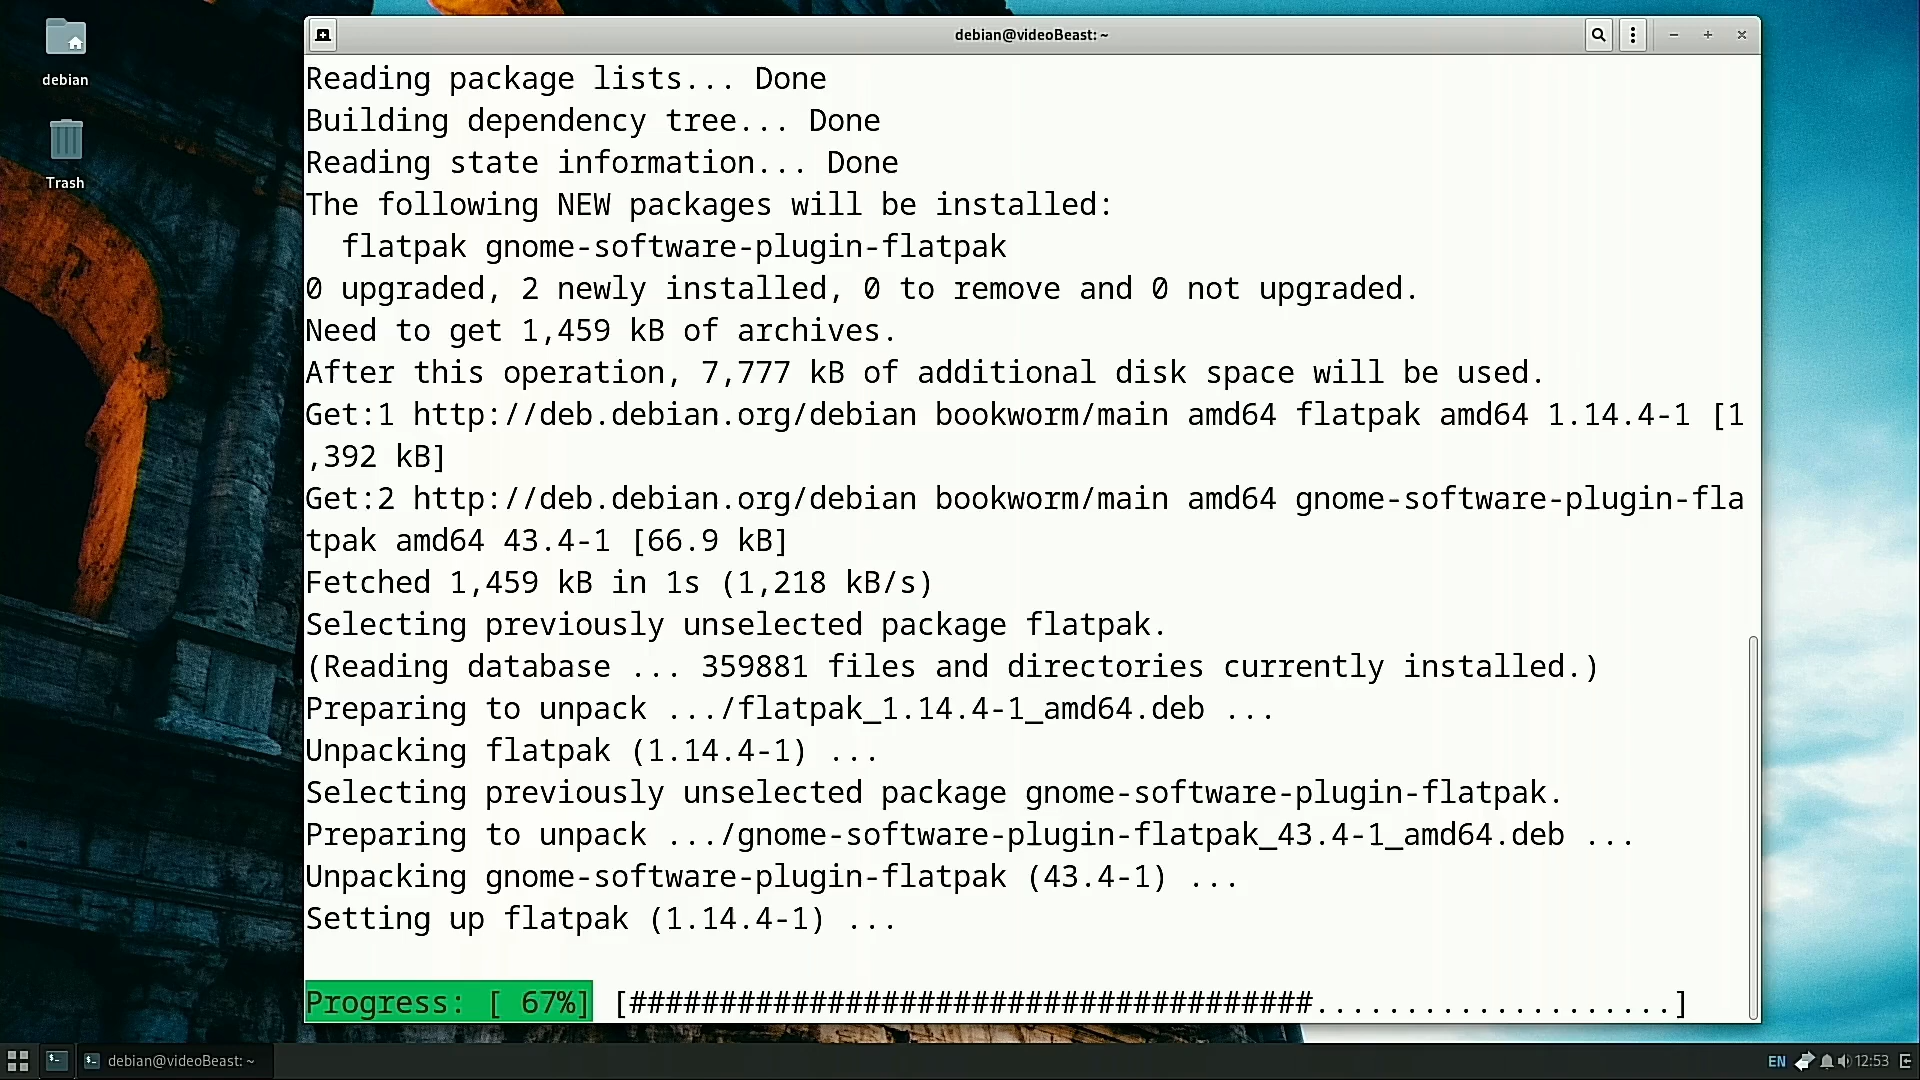 debian
Trash
debian@videoBeast: ~
Reading package lists... Done
Building dependency tree... Done
Reading state information... Done
The following NEW packages will be installed:
  flatpak gnome-software-plugin-flatpak
0 upgraded, 2 newly installed, 0 to remove and 0 not upgraded.
Need to get 1,459 kB of archives.
After this operation, 7,777 kB of additional disk space will be used.
Get:1 http://deb.debian.org/debian bookworm/main amd64 flatpak amd64 1.14.4-1 [1
,392 kB]
Get:2 http://deb.debian.org/debian bookworm/main amd64 gnome-software-plugin-fla
tpak amd64 43.4-1 [66.9 kB]
Fetched 1,459 kB in 1s (1,218 kB/s)
Selecting previously unselected package flatpak.
(Reading database ... 359881 files and directories currently installed.)
Preparing to unpack .../flatpak_1.14.4-1_amd64.deb ...
Unpacking flatpak (1.14.4-1) ...
Selecting previously unselected package gnome-software-plugin-flatpak.
Preparing to unpack .../gnome-software-plugin-flatpak_43.4-1_amd64.deb ...
Unpacking gnome-software-plugin-flatpak (43.4-1) ...
Setting up flatpak (1.14.4-1) ...
Progress: [ 67%] [######################################....................]
debian@videoBeast: ~
EN 12:53